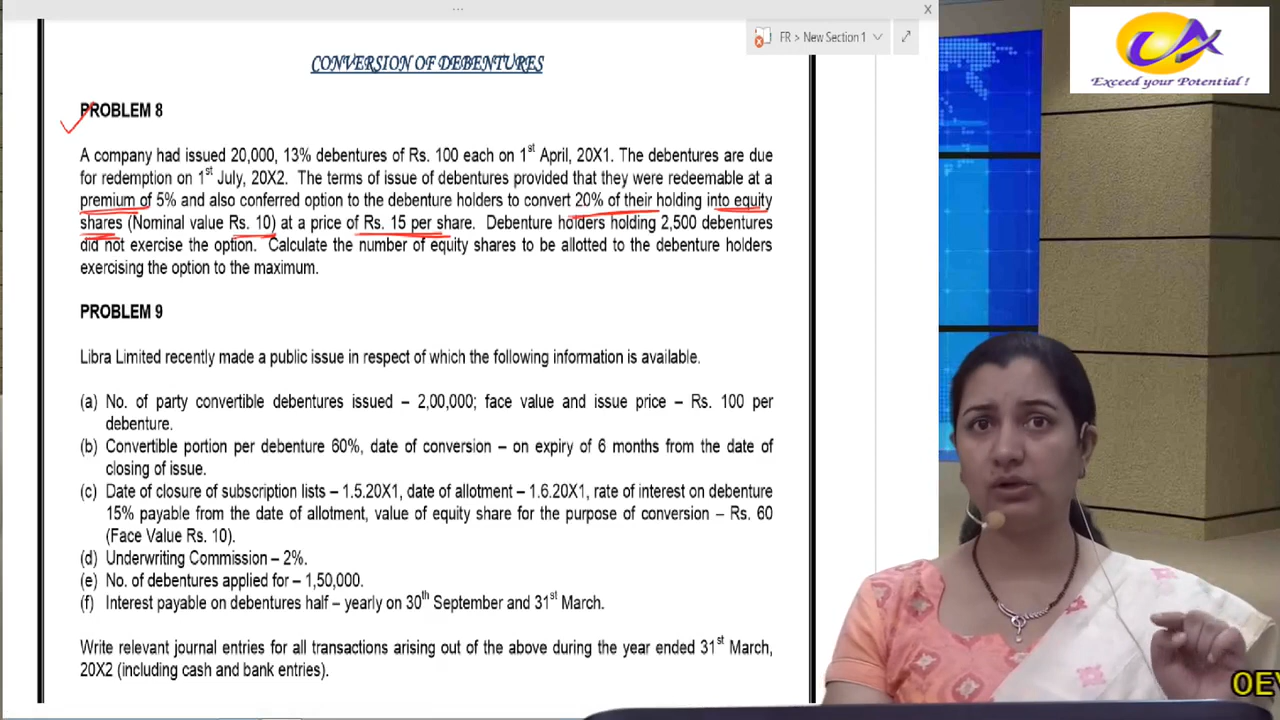 FR > New Section 1
Exceed your Potential !
CONVERSION OF DEBENTURES
PROBLEM 8
A company had issued 20,000, 13% debentures of Rs. 100 each on 1st April, 20X1. The debentures are due
for redemption on 1st July, 20X2. The terms of issue of debentures provided that they were redeemable at a
premium of 5% and also conferred option to the debenture holders to convert 20% of their holding into equity
shares (Nominal value Rs. 10) at a price of Rs. 15 per share. Debenture holders holding 2,500 debentures
did not exercise the option. Calculate the number of equity shares to be allotted to the debenture holders
exercising the option to the maximum.
PROBLEM 9
Libra Limited recently made a public issue in respect of which the following information is available.
(a) No. of party convertible debentures issued – 2,00,000; face value and issue price – Rs. 100 per
debenture.
(b) Convertible portion per debenture 60%, date of conversion – on expiry of 6 months from the date of
closing of issue.
(c) Date of closure of subscription lists – 1.5.20X1, date of allotment – 1.6.20X1, rate of interest on debenture
15% payable from the date of allotment, value of equity share for the purpose of conversion – Rs. 60
(Face Value Rs. 10).
(d) Underwriting Commission – 2%.
(e) No. of debentures applied for – 1,50,000.
(f) Interest payable on debentures half – yearly on 30th September and 31st March.
Write relevant journal entries for all transactions arising out of the above during the year ended 31st March,
20X2 (including cash and bank entries).